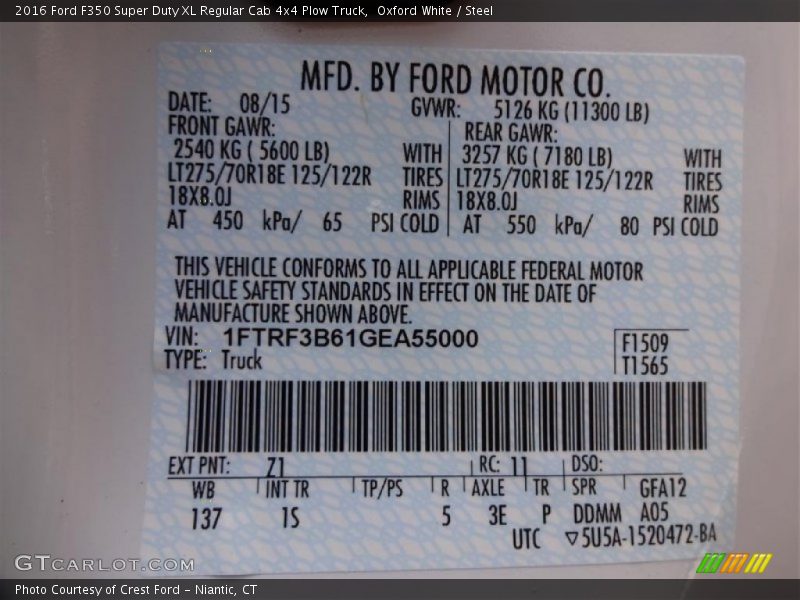 2016 Ford F350 Super Duty XL Regular Cab 4x4 Plow Truck, Oxford White / Steel
MFD. BY FORD MOTOR CO.
DATE: 08/15 GVWR: 5126 KG (11300 LB)
FRONT GAWR: REAR GAWR:
2540 KG ( 5600 LB) WITH 3257 KG ( 7180 LB) WITH
LT275/70R18E 125/122R TIRES LT275/70R18E 125/122R TIRES
18X8.0J RIMS 18X8.0J RIMS
AT 450 kPa/ 65 PSI COLD AT 550 kPa/ 80 PSI COLD
THIS VEHICLE CONFORMS TO ALL APPLICABLE FEDERAL MOTOR
VEHICLE SAFETY STANDARDS IN EFFECT ON THE DATE OF
MANUFACTURE SHOWN ABOVE.
VIN: 1FTRF3B61GEA55000 F1509
TYPE: Truck T1565
EXT PNT: Z1 RC: 11 DSO:
WB INT TR TP/PS R AXLE TR SPR GFA12
137 1S 5 3E P DDMM A05
UTC ▽5U5A-1520472-BA
GTCARLOT.COM
Photo Courtesy of Crest Ford – Niantic, CT